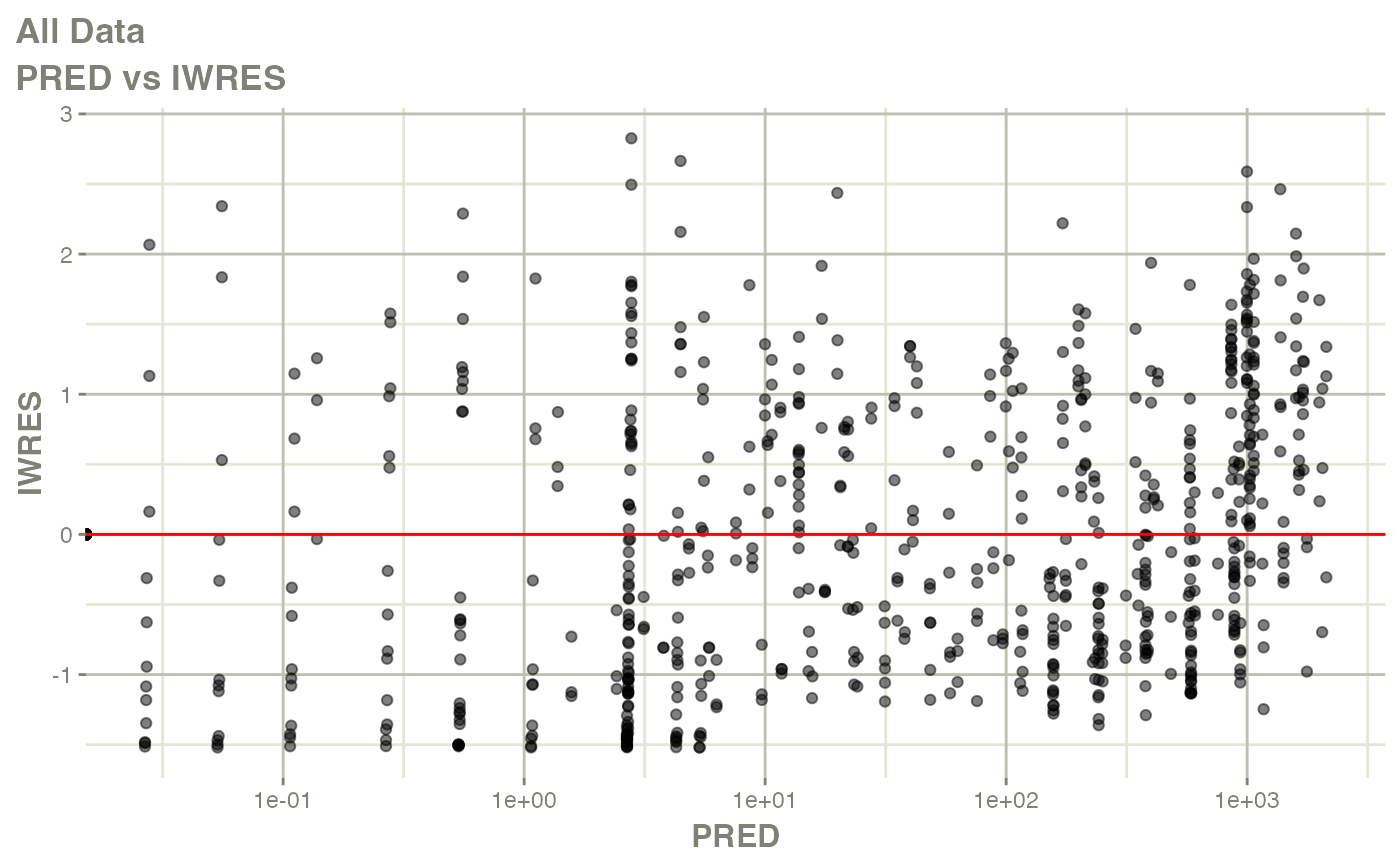 All Data
PRED vs IWRES
3
2
1
0
-1
IWRES
1e-01
1e+00
1e+01
1e+02
1e+03
PRED